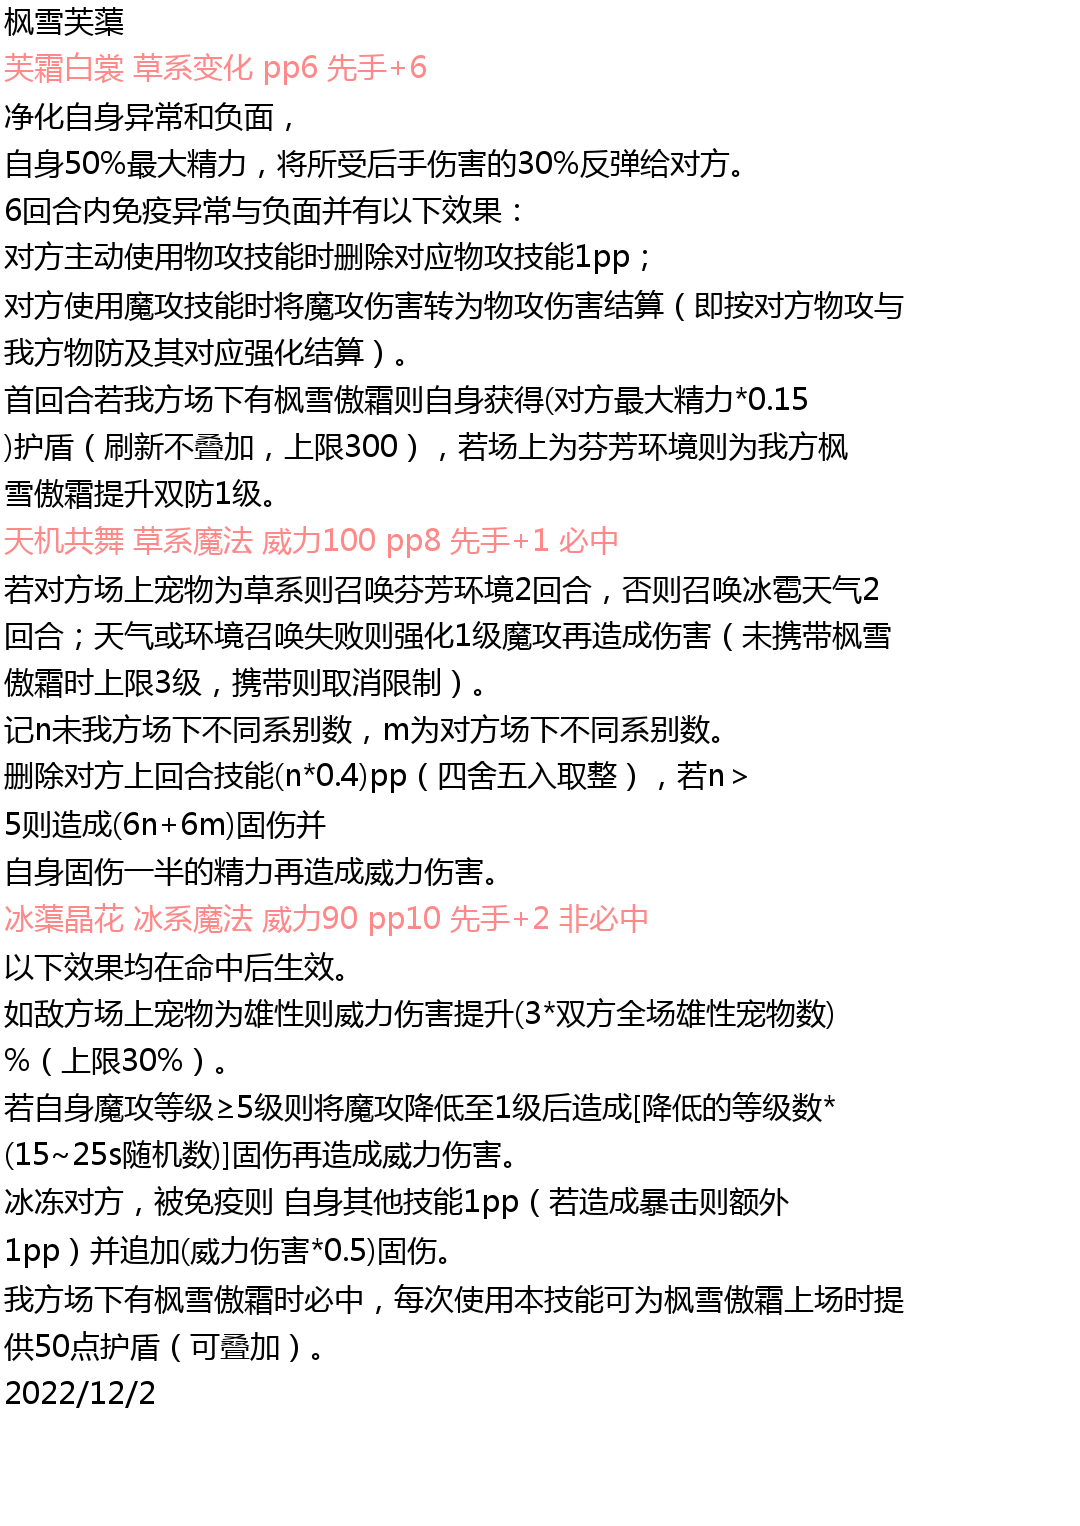 枫雪芙蕖
芙霜白裳 草系变化 pp6 先手+6
净化自身异常和负面，
自身50%最大精力，将所受后手伤害的30%反弹给对方。
6回合内免疫异常与负面并有以下效果：
对方主动使用物攻技能时删除对应物攻技能1pp；
对方使用魔攻技能时将魔攻伤害转为物攻伤害结算（即按对方物攻与
我方物防及其对应强化结算）。
首回合若我方场下有枫雪傲霜则自身获得(对方最大精力*0.15
)护盾（刷新不叠加，上限300），若场上为芬芳环境则为我方枫
雪傲霜提升双防1级。
天机共舞 草系魔法 威力100 pp8 先手+1 必中
若对方场上宠物为草系则召唤芬芳环境2回合，否则召唤冰雹天气2
回合；天气或环境召唤失败则强化1级魔攻再造成伤害（未携带枫雪
傲霜时上限3级，携带则取消限制）。
记n未我方场下不同系别数，m为对方场下不同系别数。
删除对方上回合技能(n*0.4)pp（四舍五入取整），若n＞
5则造成(6n+6m)固伤并
自身固伤一半的精力再造成威力伤害。
冰蕖晶花 冰系魔法 威力90 pp10 先手+2 非必中
以下效果均在命中后生效。
如敌方场上宠物为雄性则威力伤害提升(3*双方全场雄性宠物数)
%（上限30%）。
若自身魔攻等级≥5级则将魔攻降低至1级后造成[降低的等级数*
(15~25s随机数)]固伤再造成威力伤害。
冰冻对方，被免疫则 自身其他技能1pp（若造成暴击则额外
1pp）并追加(威力伤害*0.5)固伤。
我方场下有枫雪傲霜时必中，每次使用本技能可为枫雪傲霜上场时提
供50点护盾（可叠加）。
2022/12/2